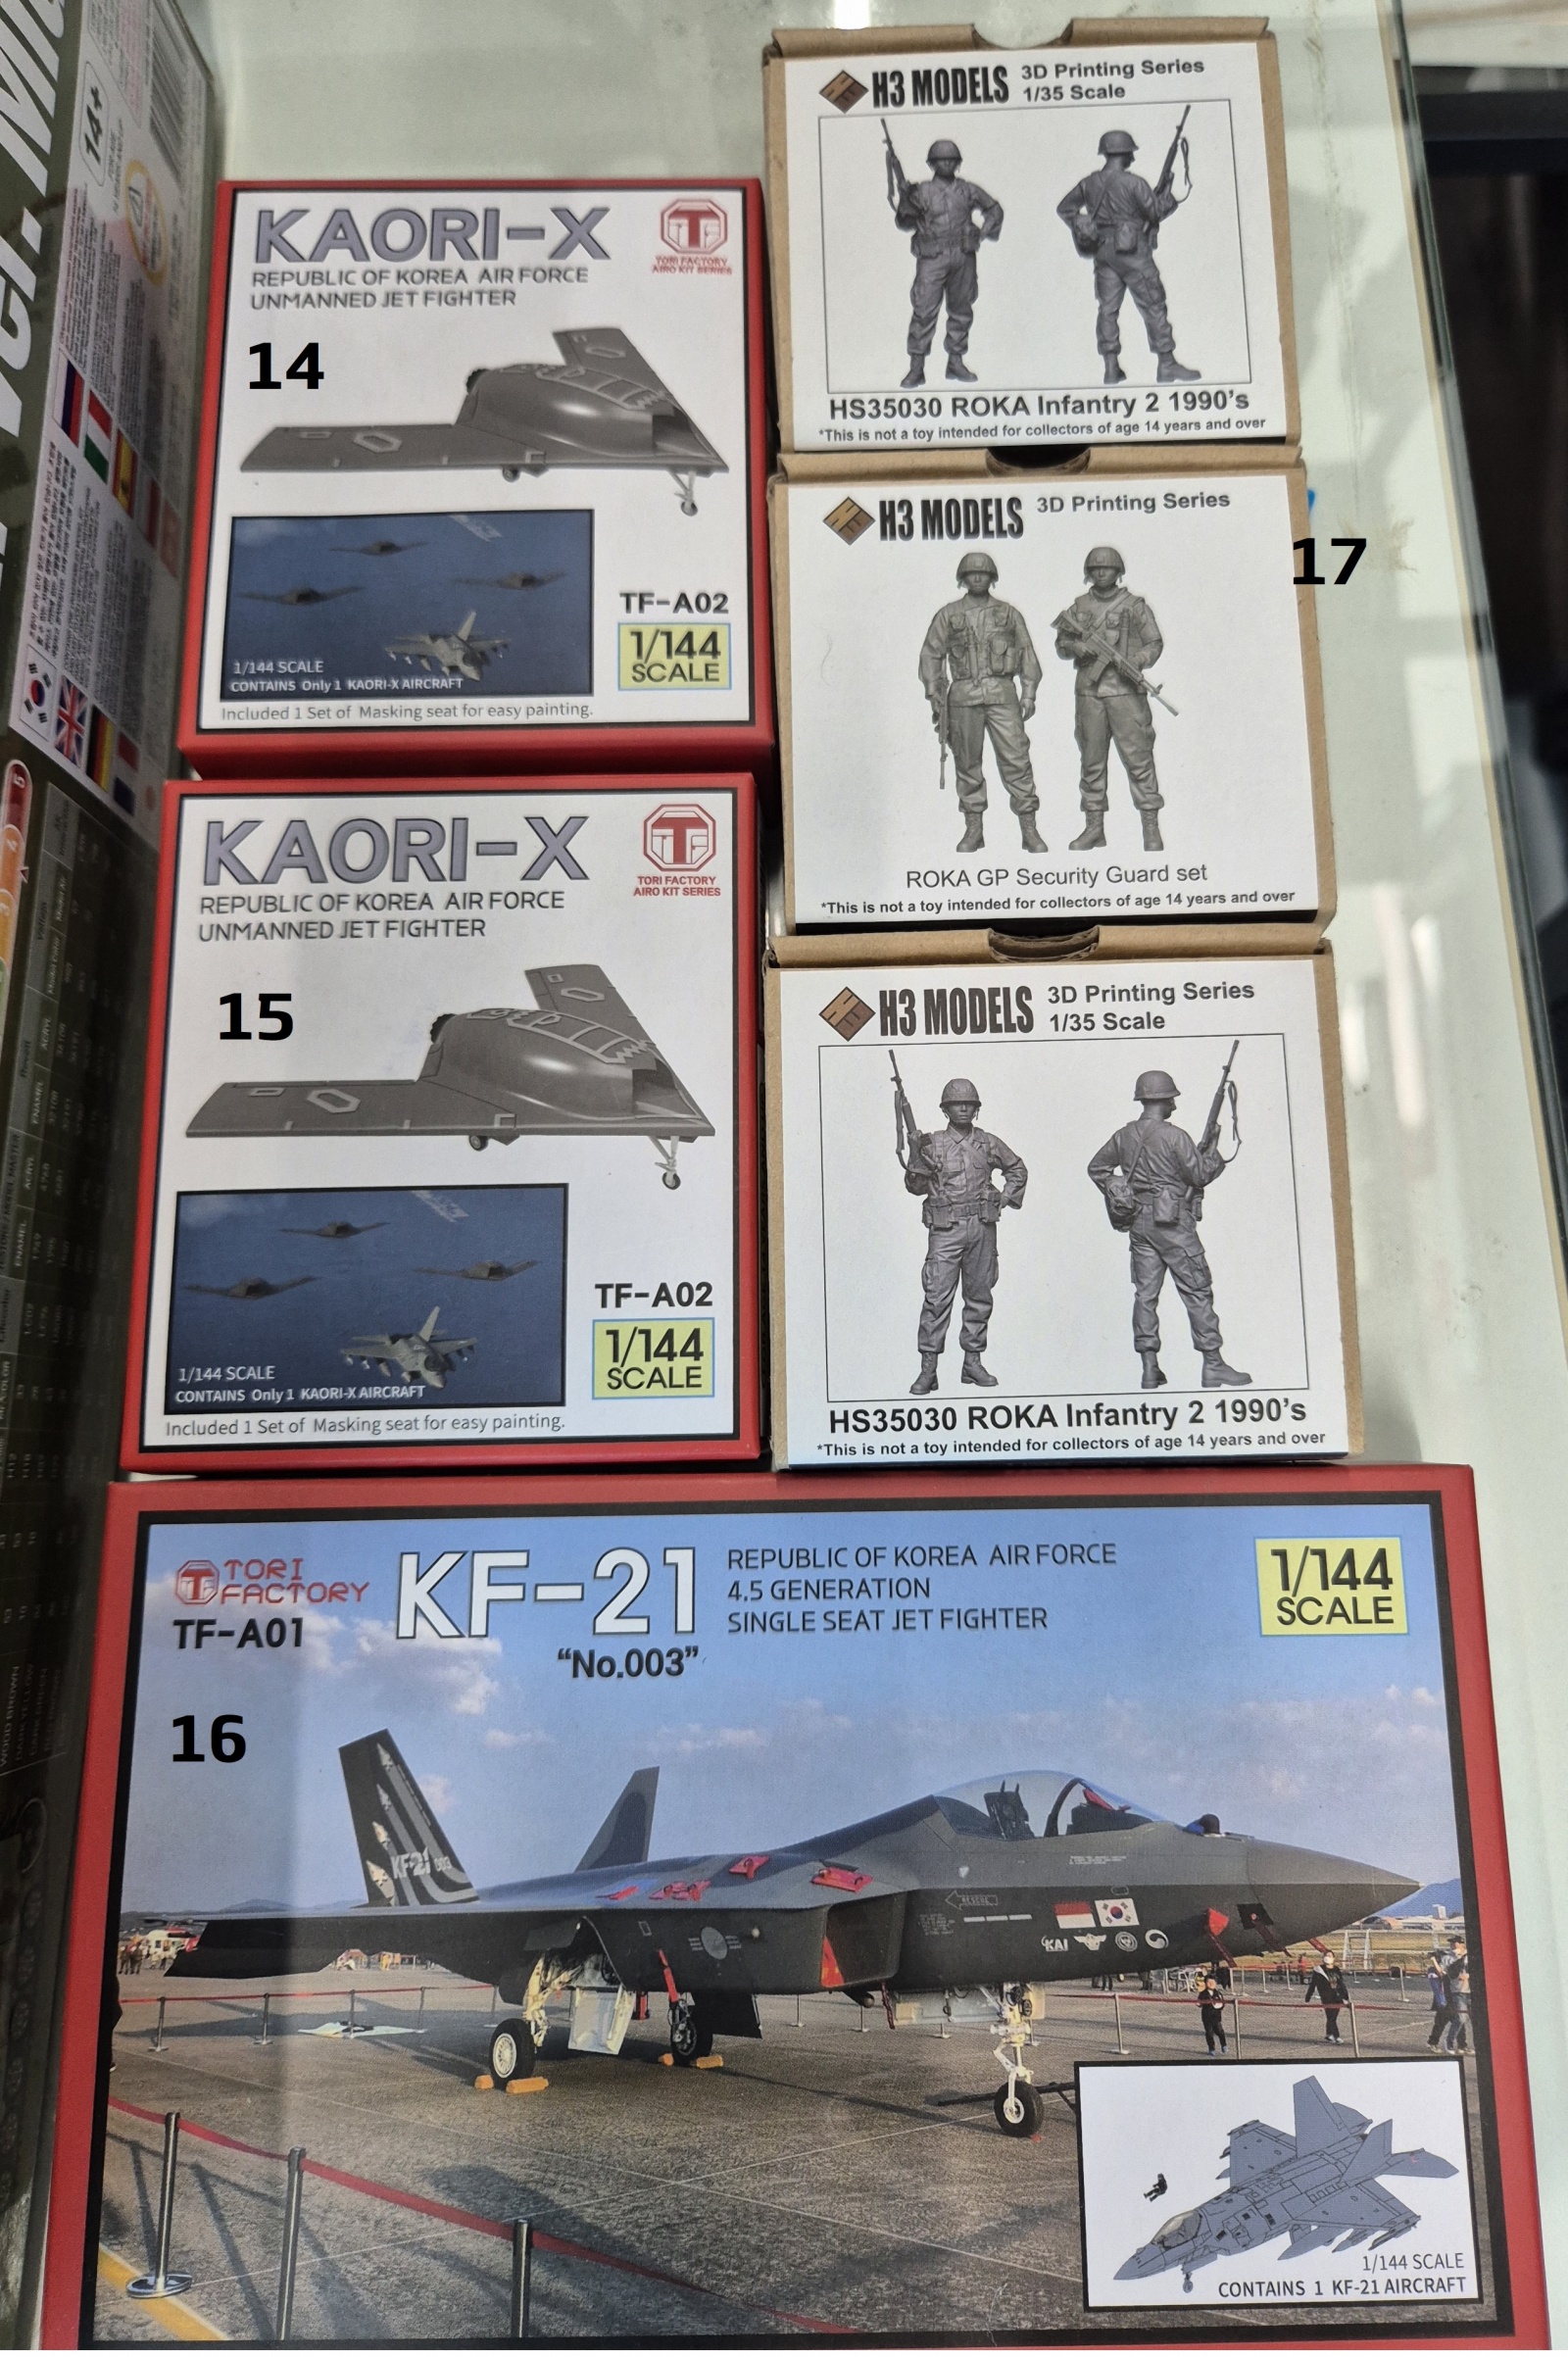 14+
KAORI-X
REPUBLIC OF KOREA AIR FORCE
UNMANNED JET FIGHTER
TORI FACTORY
AIRO KIT SERIES
14
TF-A02
1/144
SCALE
1/144 SCALE
CONTAINS Only 1 KAORI-X AIRCRAFT
Included 1 Set of Masking seat for easy painting.
H3 MODELS
3D Printing Series
1/35 Scale
HS35030 ROKA Infantry 2 1990's
*This is not a toy intended for collectors of age 14 years and over
H3 MODELS
3D Printing Series
17
ROKA GP Security Guard set
*This is not a toy intended for collectors of age 14 years and over
KAORI-X
REPUBLIC OF KOREA AIR FORCE
UNMANNED JET FIGHTER
TORI FACTORY
AIRO KIT SERIES
15
TF-A02
1/144
SCALE
1/144 SCALE
CONTAINS Only 1 KAORI-X AIRCRAFT
Included 1 Set of Masking seat for easy painting.
H3 MODELS
3D Printing Series
1/35 Scale
HS35030 ROKA Infantry 2 1990's
*This is not a toy intended for collectors of age 14 years and over
TORI
FACTORY
TF-A01
KF-21
"No.003"
REPUBLIC OF KOREA AIR FORCE
4.5 GENERATION
SINGLE SEAT JET FIGHTER
1/144
SCALE
16
KF-21 003
RESCUE
KAI
1/144 SCALE
CONTAINS 1 KF-21 AIRCRAFT